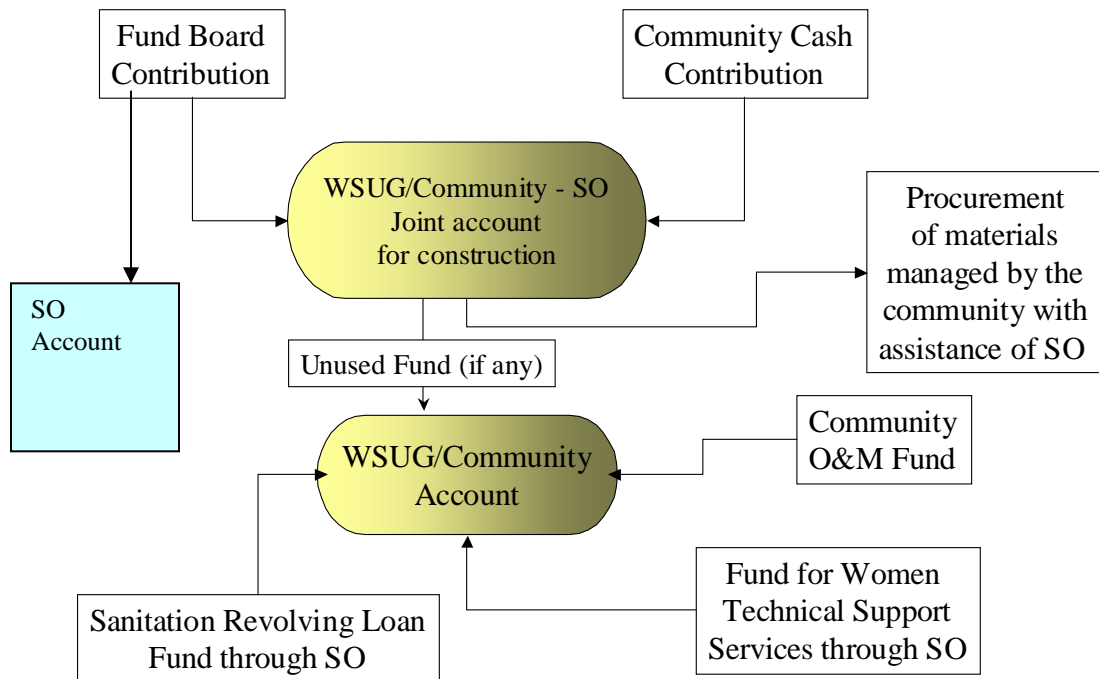 Fund Board
Contribution
Community Cash
Contribution
WSUG/Community - SO
Joint account
for construction
Procurement
of materials
managed by the
community with
assistance of SO
SO
Account
Unused Fund (if any)
WSUG/Community
Account
Community
O&M Fund
Sanitation Revolving Loan
Fund through SO
Fund for Women
Technical Support
Services through SO